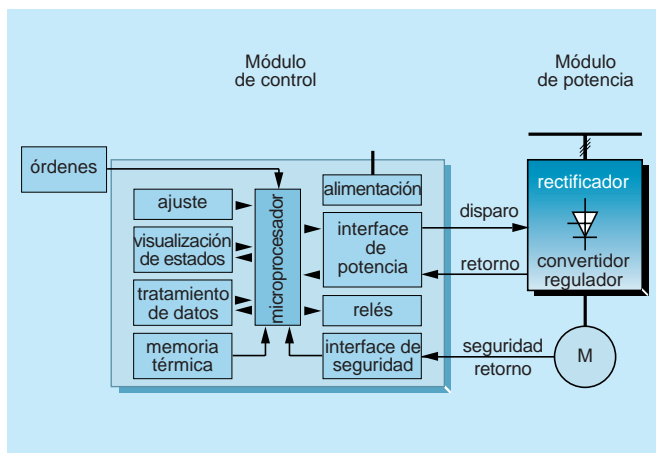 Módulo
de control
Módulo
de potencia
órdenes
ajuste
visualización
de estados
tratamiento
de datos
memoria
térmica
microprocesador
alimentación
interface
de
potencia
relés
interface de
seguridad
disparo
retorno
seguridad
retorno
rectificador
convertidor
regulador
M